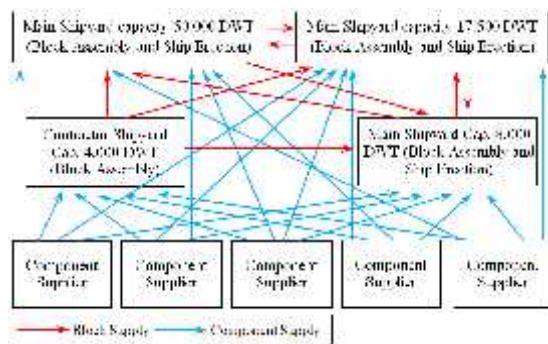 Main Shipyard capacity 50.000 DWT
(Block Assembly and Ship Erection)
Main Shipyard capacity 17.500 DWT
(Block Assembly and Ship Erection)
Contractor Shipyard
Cap. 4.000 DWT
(Block Assembly)
Main Shipyard Cap.
DWT (Block Assembly and
Ship Erection)
Component
Supplier
Component
Supplier
Component
Supplier
Component
Supplier
Component
Supplier
Block Supply
Component Supply